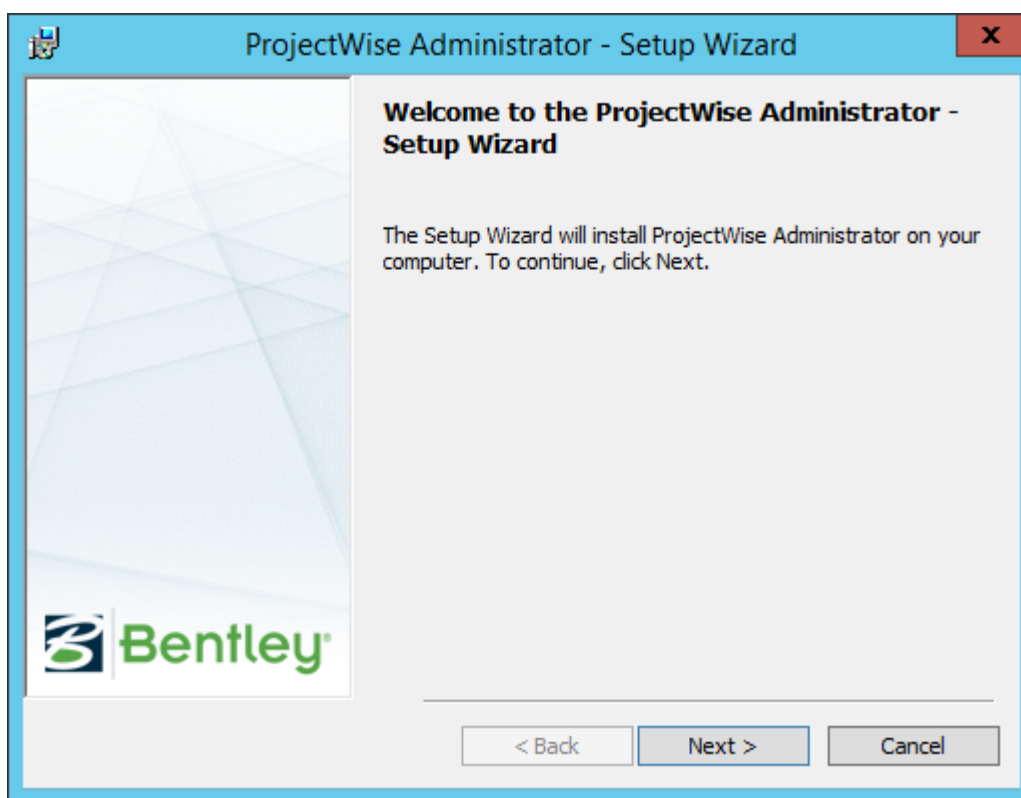 ProjectWise Administrator - Setup Wizard
x
Welcome to the ProjectWise Administrator -
Setup Wizard
The Setup Wizard will install ProjectWise Administrator on your
computer. To continue, click Next.
B Bentley®
< Back Next > Cancel